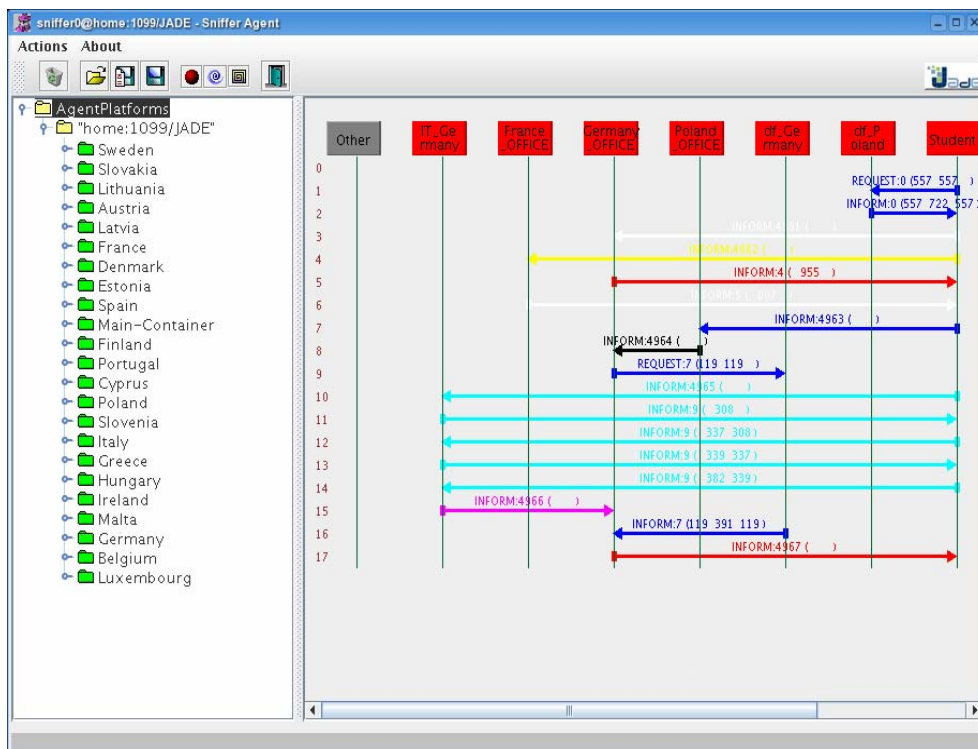 sniffer0@home:1099/JADE - Sniffer Agent
Actions About
Jade
AgentPlatforms
"home:1099/JADE"
Sweden
Slovakia
Lithuania
Austria
Latvia
France
Denmark
Estonia
Spain
Main-Container
Finland
Portugal
Cyprus
Poland
Slovenia
Italy
Greece
Hungary
Ireland
Malta
Germany
Belgium
Luxembourg
Other
IT_Ge
rmany
France
_OFFICE
Germany
_OFFICE
Poland
_OFFICE
df_Ge
rmany
df_P
oland
Student
0
1 REQUEST:0 (557 557 )
2 INFORM:0 (557 722 557
3 INFORM: ( )
4 INFORM:4962 ( )
5 INFORM:4 ( 955 )
6 INFORM:5 ( )
7 INFORM:4963 ( )
8 INFORM:4964 ( )
9 REQUEST:7 (119 119 )
10 INFORM:4965 ( )
11 INFORM:9 ( 308 )
12 INFORM:9 ( 337 308 )
13 INFORM:9 ( 339 337 )
14 INFORM:9 ( 382 339 )
15 INFORM:4966 ( )
16 INFORM:7 (119 391 119 )
17 INFORM:4967 ( )